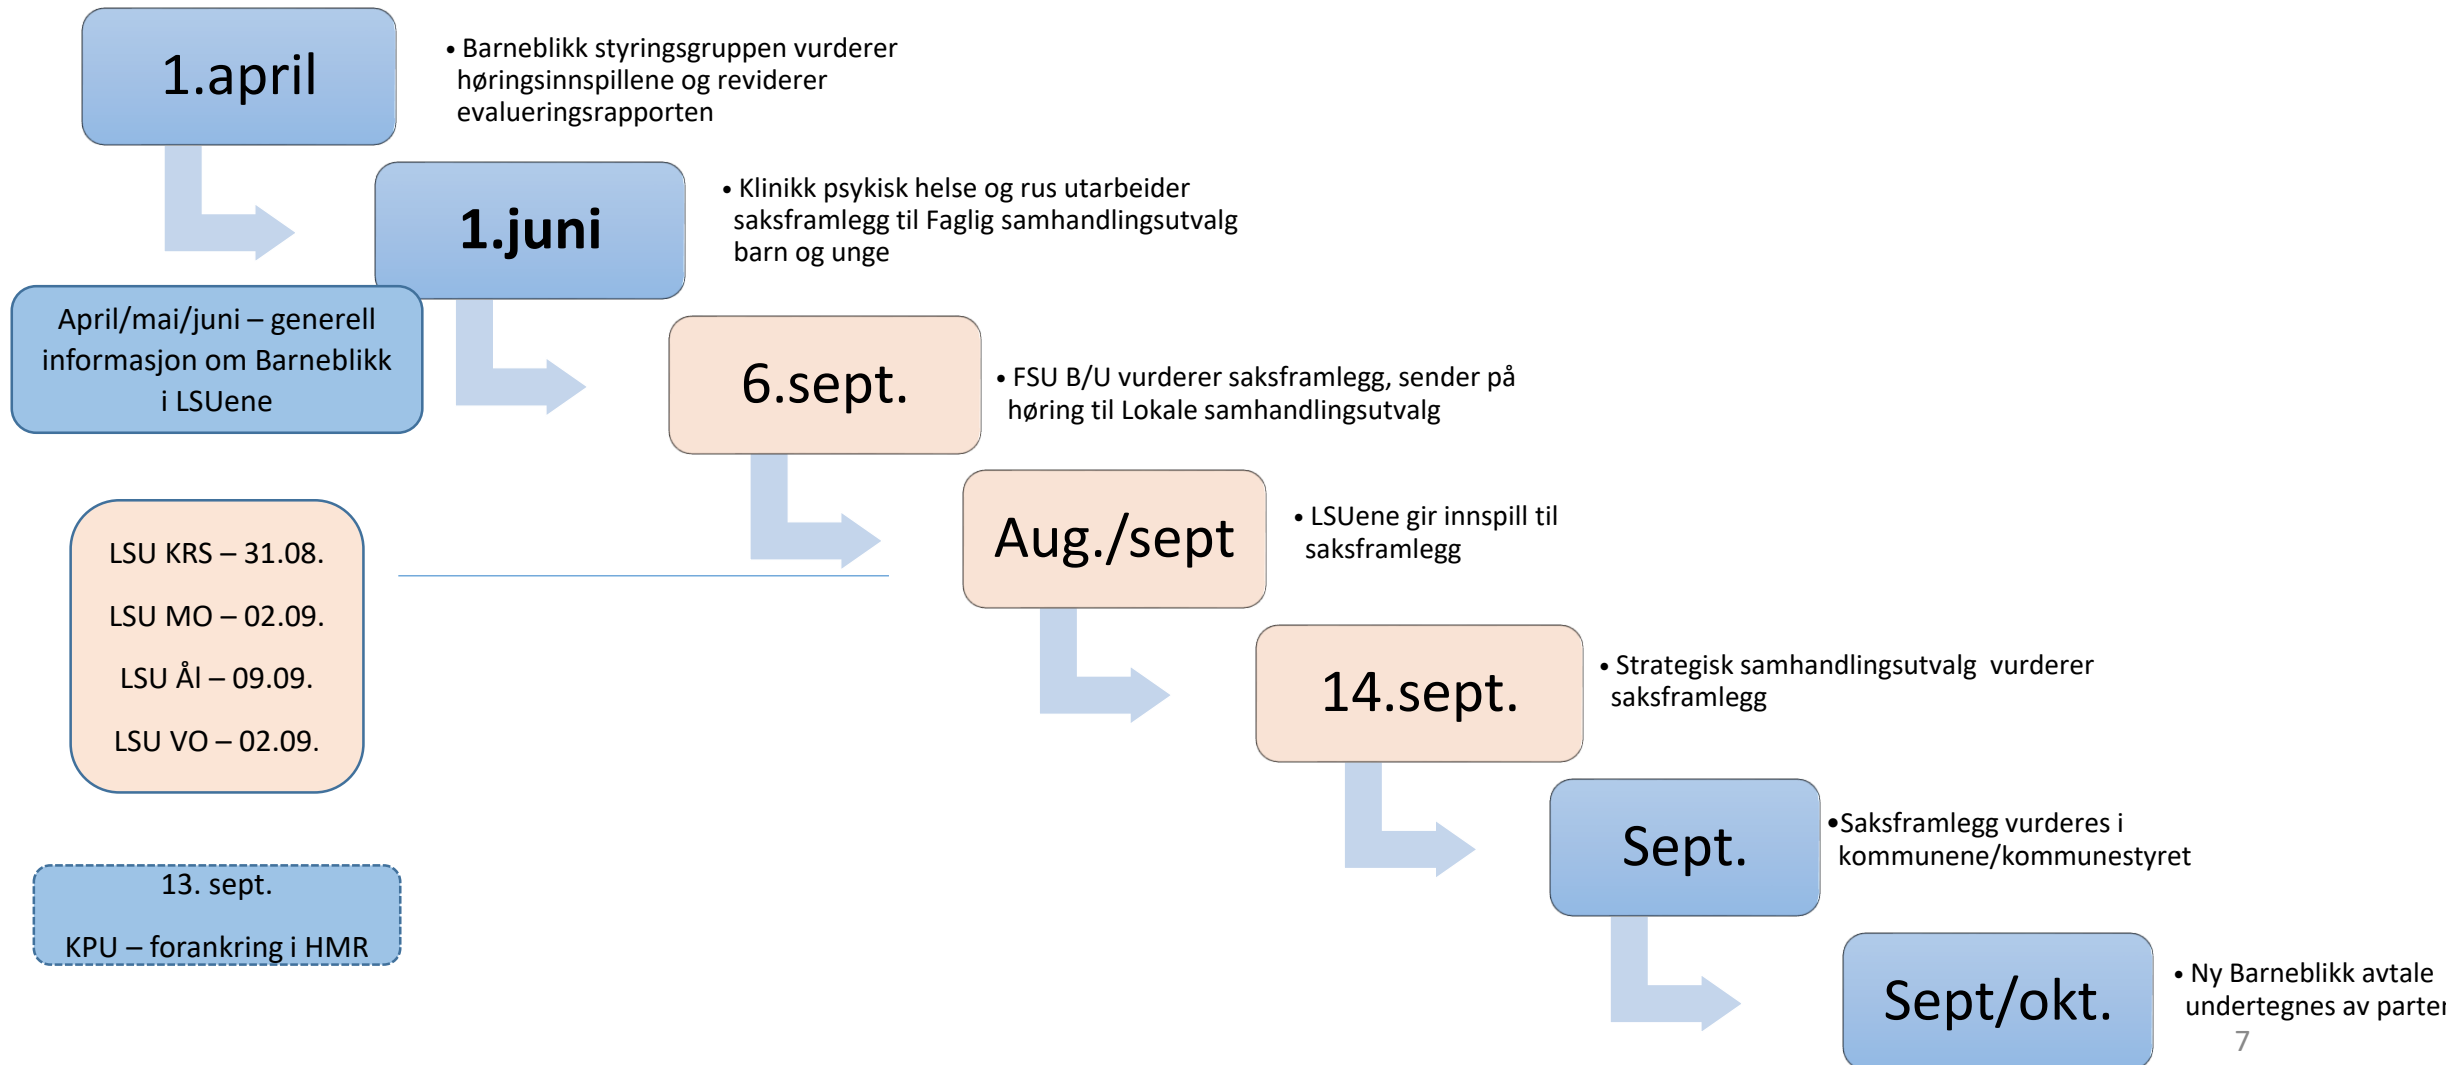 1.april
• Barneblikk styringsgruppen vurderer
høringsinnspillene og reviderer
evalueringsrapporten
1.juni
• Klinikk psykisk helse og rus utarbeider
saksframlegg til Faglig samhandlingsutvalg
barn og unge
April/mai/juni – generell
informasjon om Barneblikk
i LSUene
6.sept.
• FSU B/U vurderer saksframlegg, sender på
høring til Lokale samhandlingsutvalg
Aug./sept
• LSUene gir innspill til
saksframlegg
LSU KRS – 31.08.
LSU MO – 02.09.
LSU Ål – 09.09.
LSU VO – 02.09.
14.sept.
• Strategisk samhandlingsutvalg vurderer
saksframlegg
Sept.
•Saksframlegg vurderes i
kommunene/kommunestyret
13. sept.
KPU – forankring i HMR
Sept/okt.
• Ny Barneblikk avtale
undertegnes av parter
7